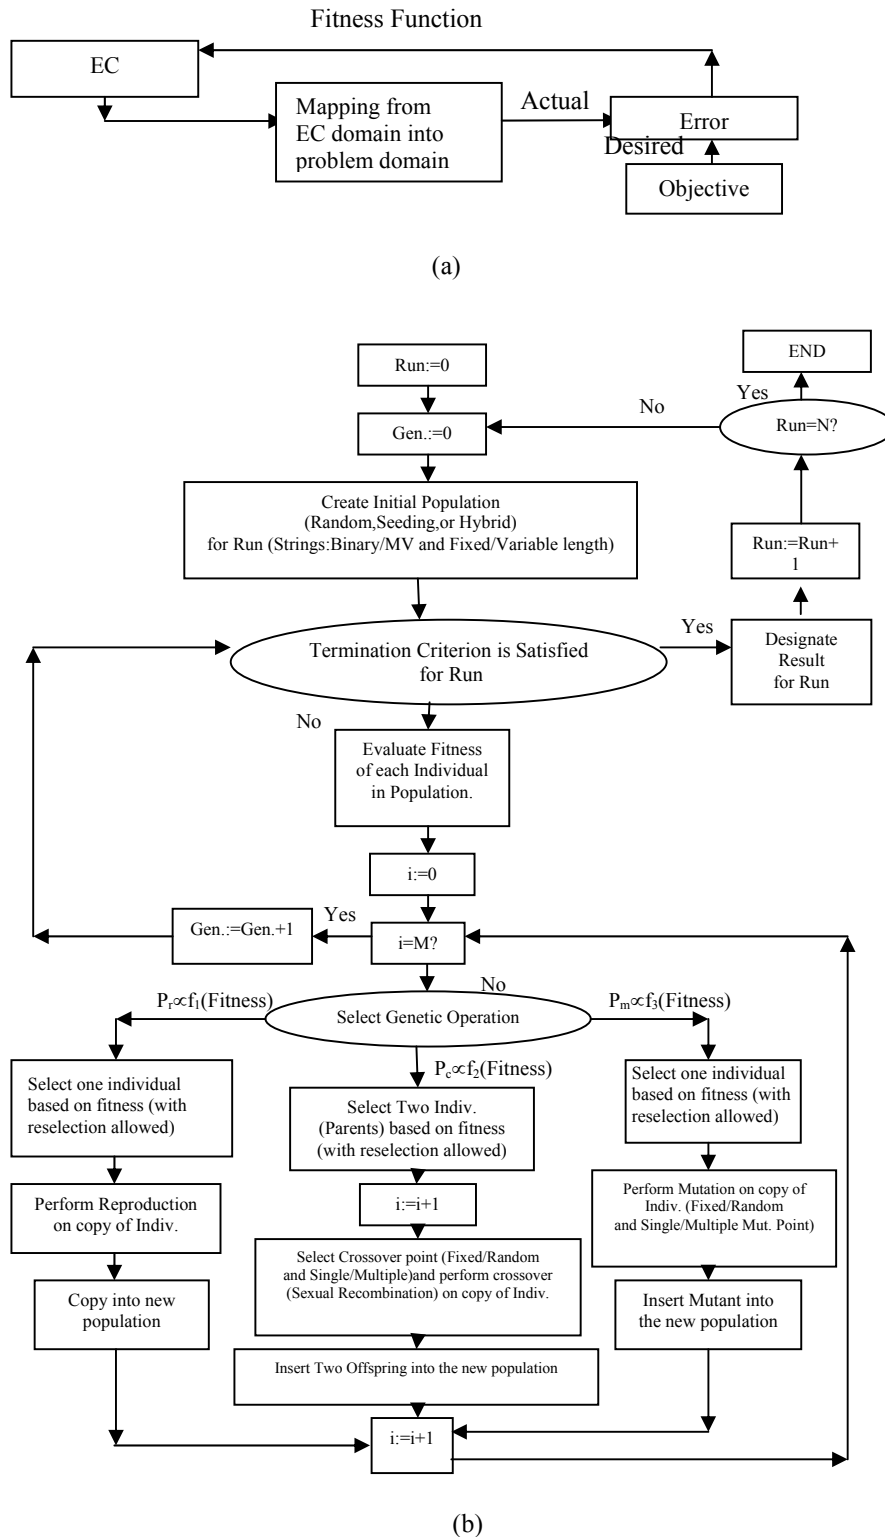 Fitness Function
EC
Mapping from
EC domain into
problem domain
Actual
Error
Desired
Objective
(a)
END
Run:=0
Yes
No
Run=N?
Gen.:=0
Create Initial Population
(Random,Seeding,or Hybrid)
for Run (Strings:Binary/MV and Fixed/Variable length)
Run:=Run+
1
Yes
Termination Criterion is Satisfied
for Run
Designate
Result
for Run
No
Evaluate Fitness
of each Individual
in Population.
i:=0
Gen.:=Gen.+1
Yes
i=M?
No
Pr∝f1(Fitness)
Select Genetic Operation
Pm∝f3(Fitness)
Pc∝f2(Fitness)
Select one individual
based on fitness (with
reselection allowed)
Select Two Indiv.
(Parents) based on fitness
(with reselection allowed)
Select one individual
based on fitness (with
reselection allowed)
Perform Reproduction
on copy of Indiv.
i:=i+1
Perform Mutation on copy of
Indiv. (Fixed/Random
and Single/Multiple Mut. Point)
Select Crossover point (Fixed/Random
and Single/Multiple)and perform crossover
(Sexual Recombination) on copy of Indiv.
Copy into new
population
Insert Mutant into
the new population
Insert Two Offspring into the new population
i:=i+1
(b)